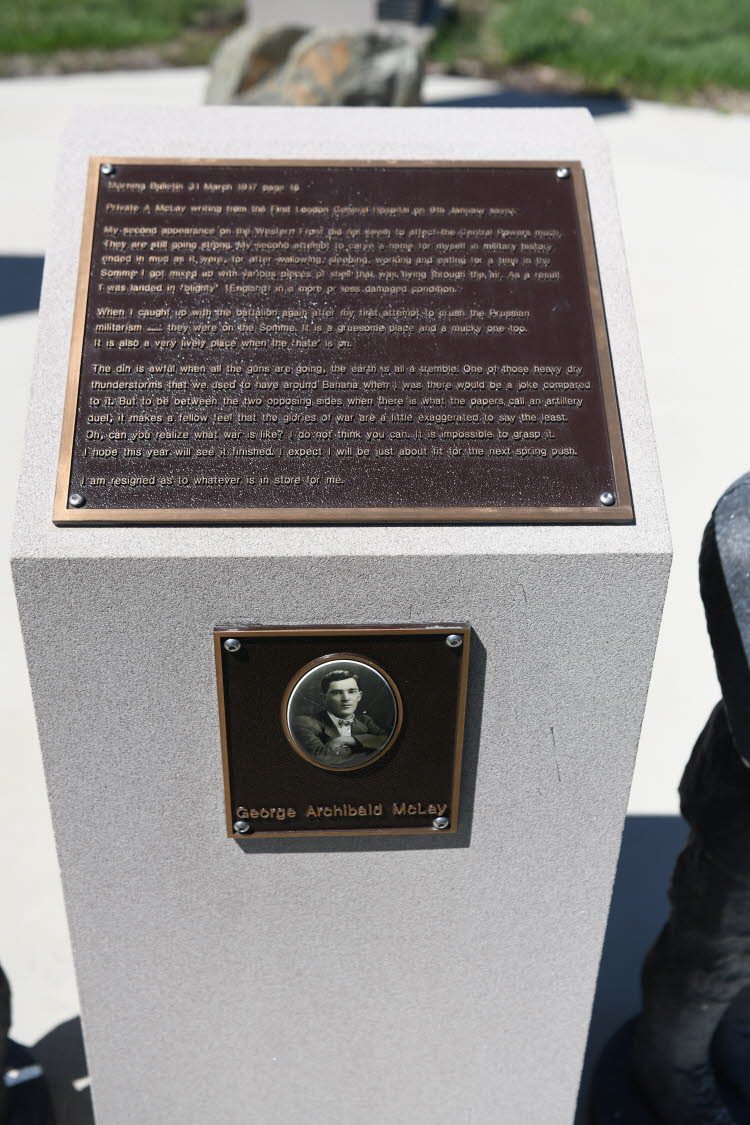 Morning Bulletin 31 March 1917 page 18
Private A McLay writing from the First London General Hospital on 9th January says:
My second appearance on the Western Front did not seem to affect the Central Powers much.
They are still going strong. My second attempt to carve a name for myself in military history
ended in mud as it were, for after wallowing, sleeping, working and eating for a time in the
Somme I got mixed up with various pieces of shell that was flying through the air. As a result
I was landed in 'blighty' (England) in a more or less damaged condition.
When I caught up with the battalion again after my first attempt to crush the Prussian
militarism ..... they were on the Somme. It is a gruesome place and a mucky one too.
It is also a very lively place when the 'hate' is on.
The din is awful when all the guns are going, the earth is all a tremble. One of those heavy dry
thunderstorms that we used to have around Banana when I was there would be a joke compared
to it. But to be between the two opposing sides when there is what the papers call an artillery
duel, it makes a fellow feel that the glories of war are a little exaggerated to say the least.
Oh, can you realize what war is like? I do not think you can. It is impossible to grasp it.
I hope this year will see it finished. I expect I will be just about fit for the next spring push.
I am resigned as to whatever is in store for me.
George Archibald McLay